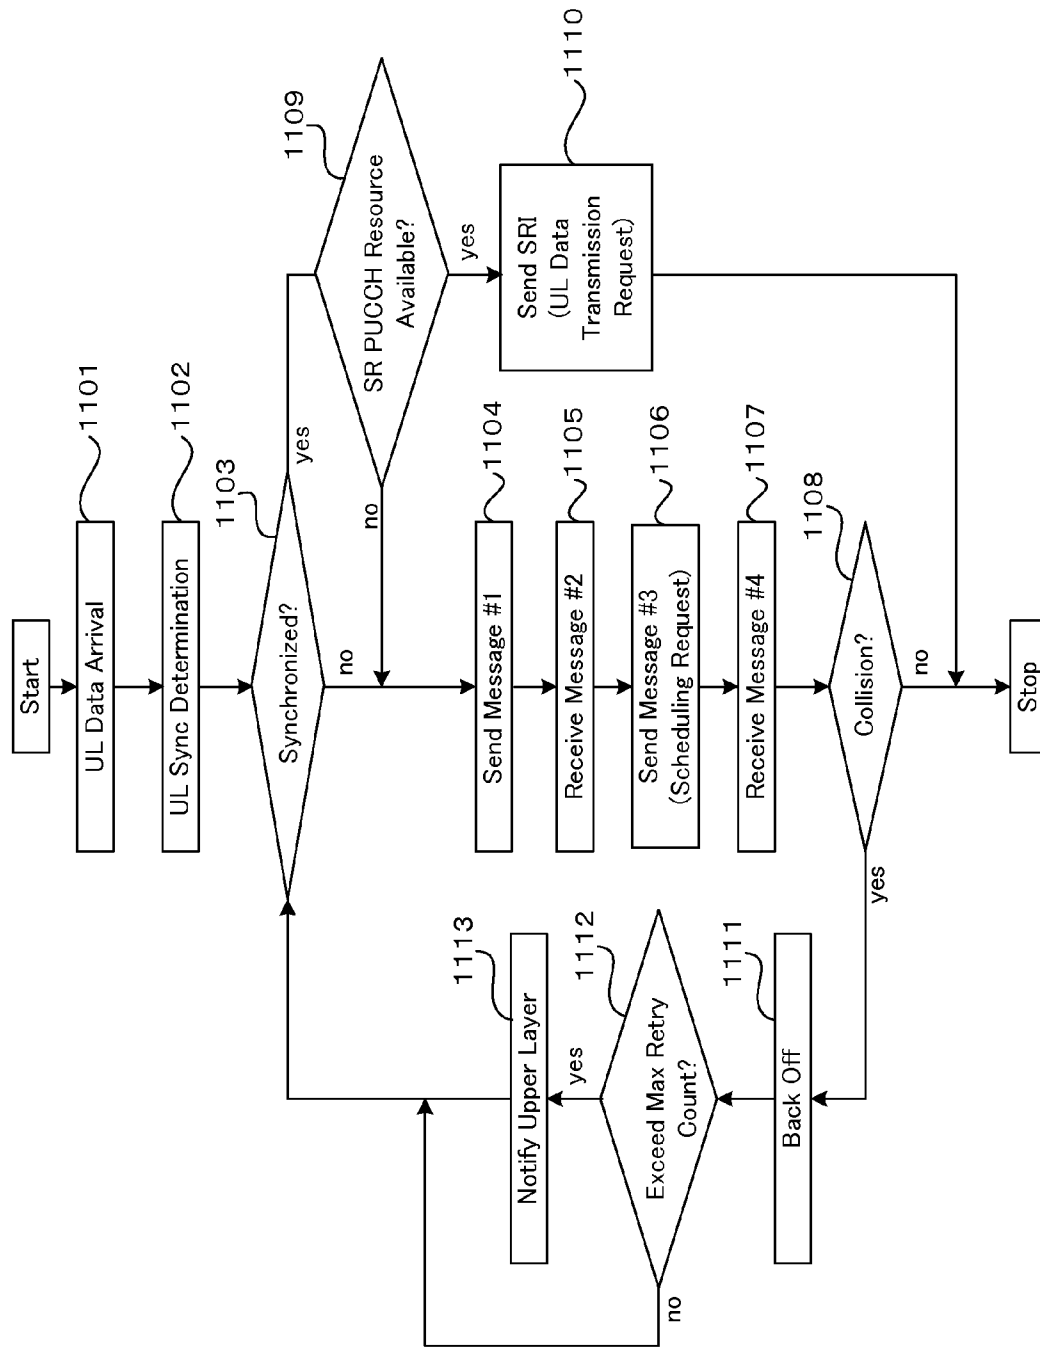 Start
UL Data Arrival
1101
UL Sync Determination
1102
Synchronized?
1103
yes
no
SR PUCCH Resource
Available?
1109
no
yes
Send SRI
(UL Data
Transmission
Request)
1110
Send Message #1
1104
Receive Message #2
1105
Send Message #3
(Scheduling Request)
1106
Receive Message #4
1107
Collision?
1108
yes
no
Stop
Back Off
1111
Exceed Max Retry
Count?
1112
yes
no
Notify Upper Layer
1113